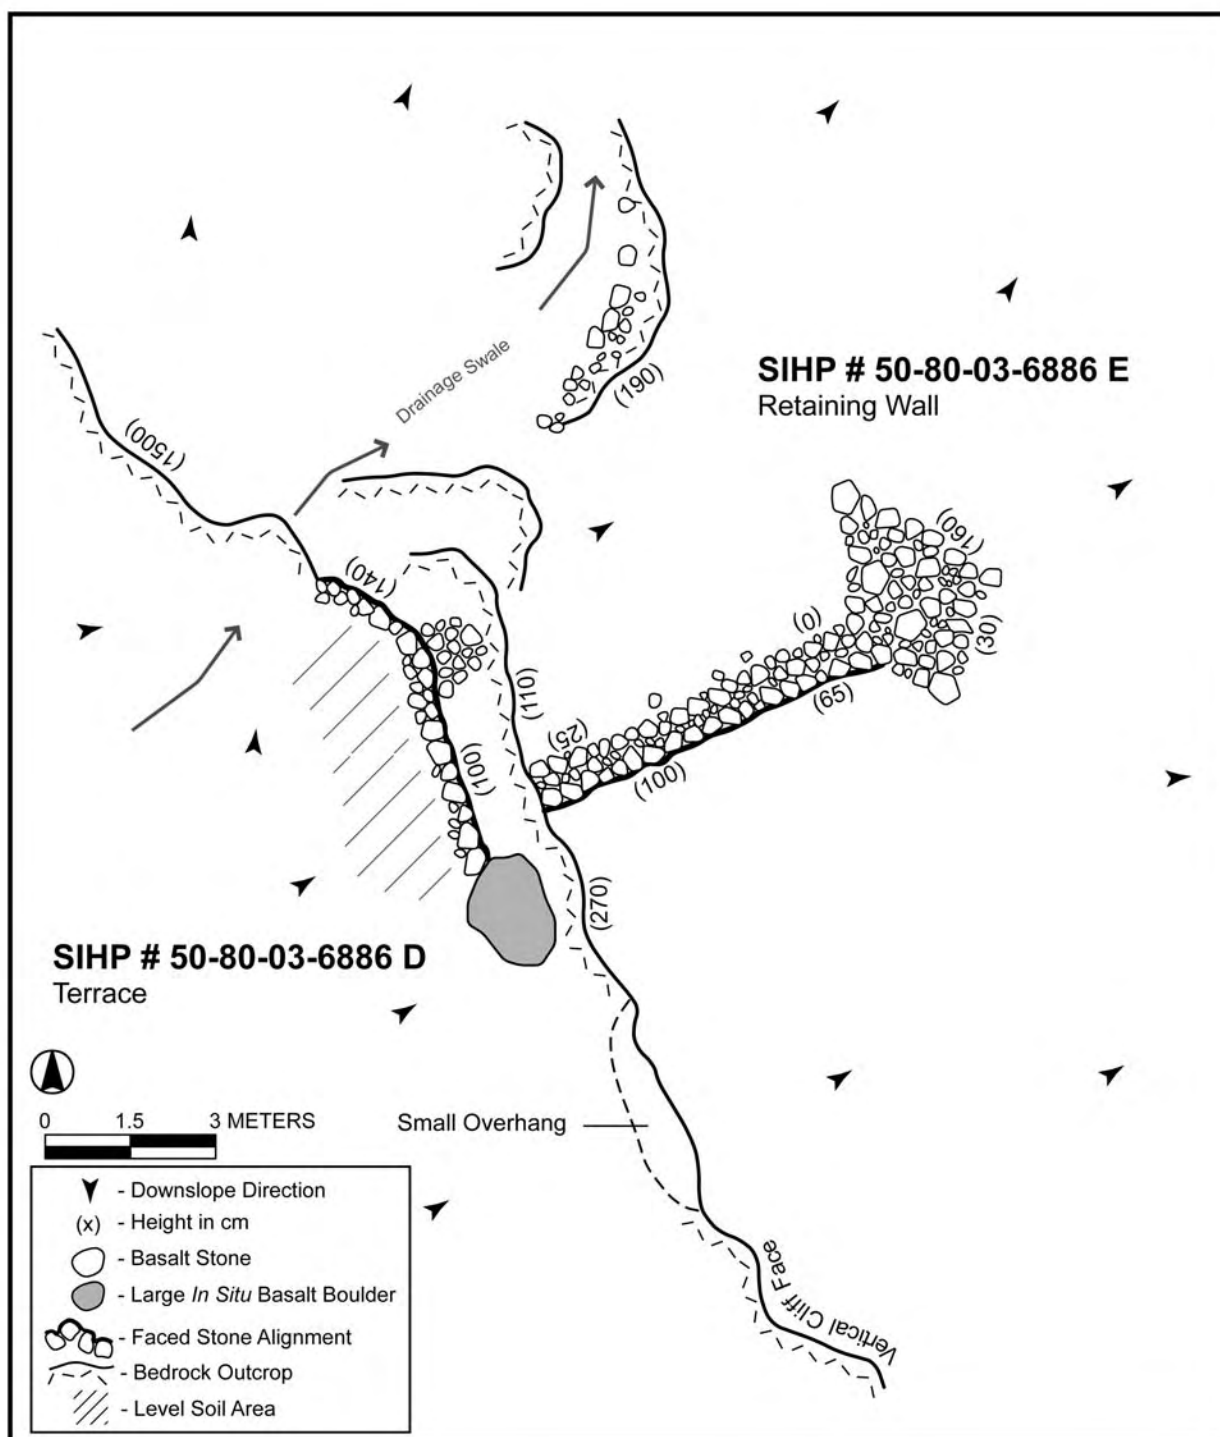 Drainage Swale
(190)
SIHP # 50-80-03-6886 E
Retaining Wall
(1500)
(160)
(140)
(0)
(30)
(110)
(65)
(25)
(100)
(100)
(270)
SIHP # 50-80-03-6886 D
Terrace
0 1.5 3 METERS
Small Overhang
- Downslope Direction
(x) - Height in cm
- Basalt Stone
- Large In Situ Basalt Boulder
- Faced Stone Alignment
- Bedrock Outcrop
- Level Soil Area
Vertical Cliff Face